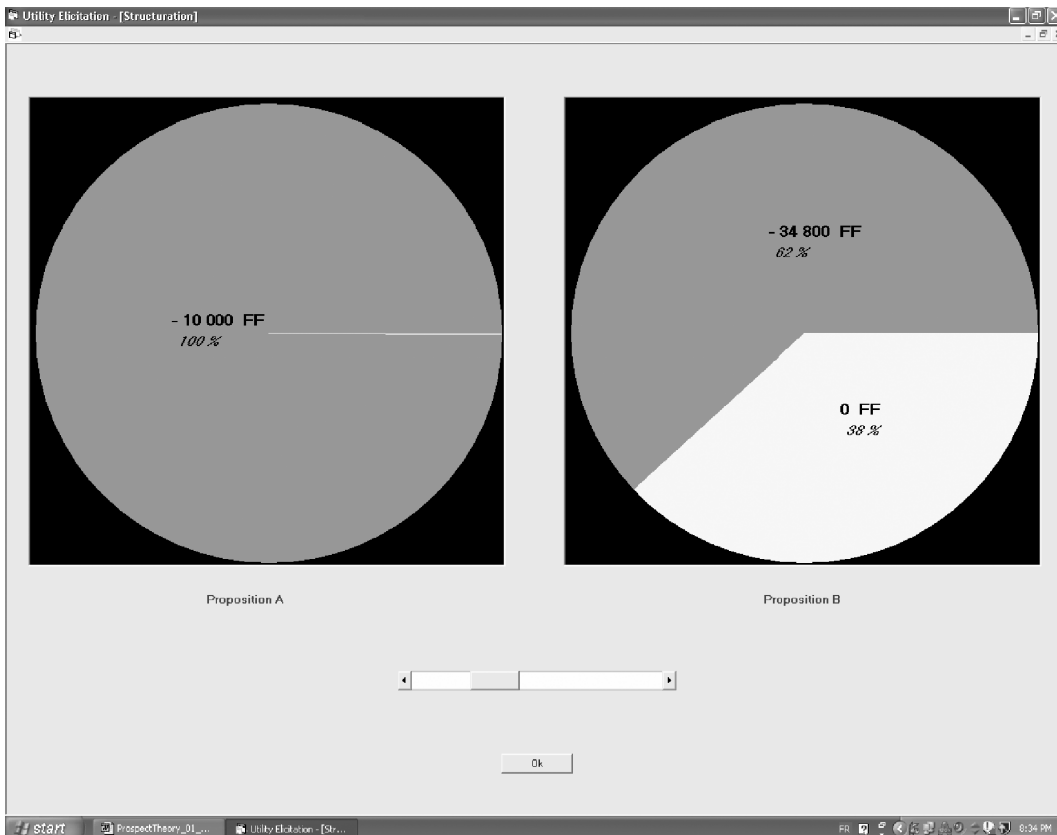 Utility Elicitation - [Structuration]
- 10 000 FF
100 %
- 34 800 FF
62 %
0 FF
38 %
Proposition A
Proposition B
Ok
start
ProspectTheory_01_...
Utility Elicitation - [Str...
FR
8:34 PM